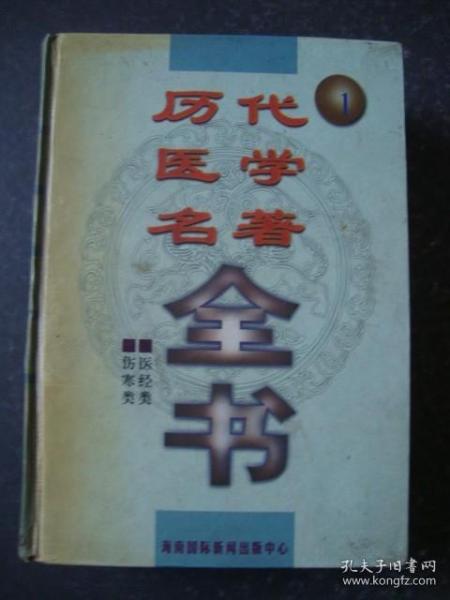 历代
医学
名著
全书
1
医经类
伤寒类
海南国际新闻出版中心
孔夫子旧书网
www.kongfz.com